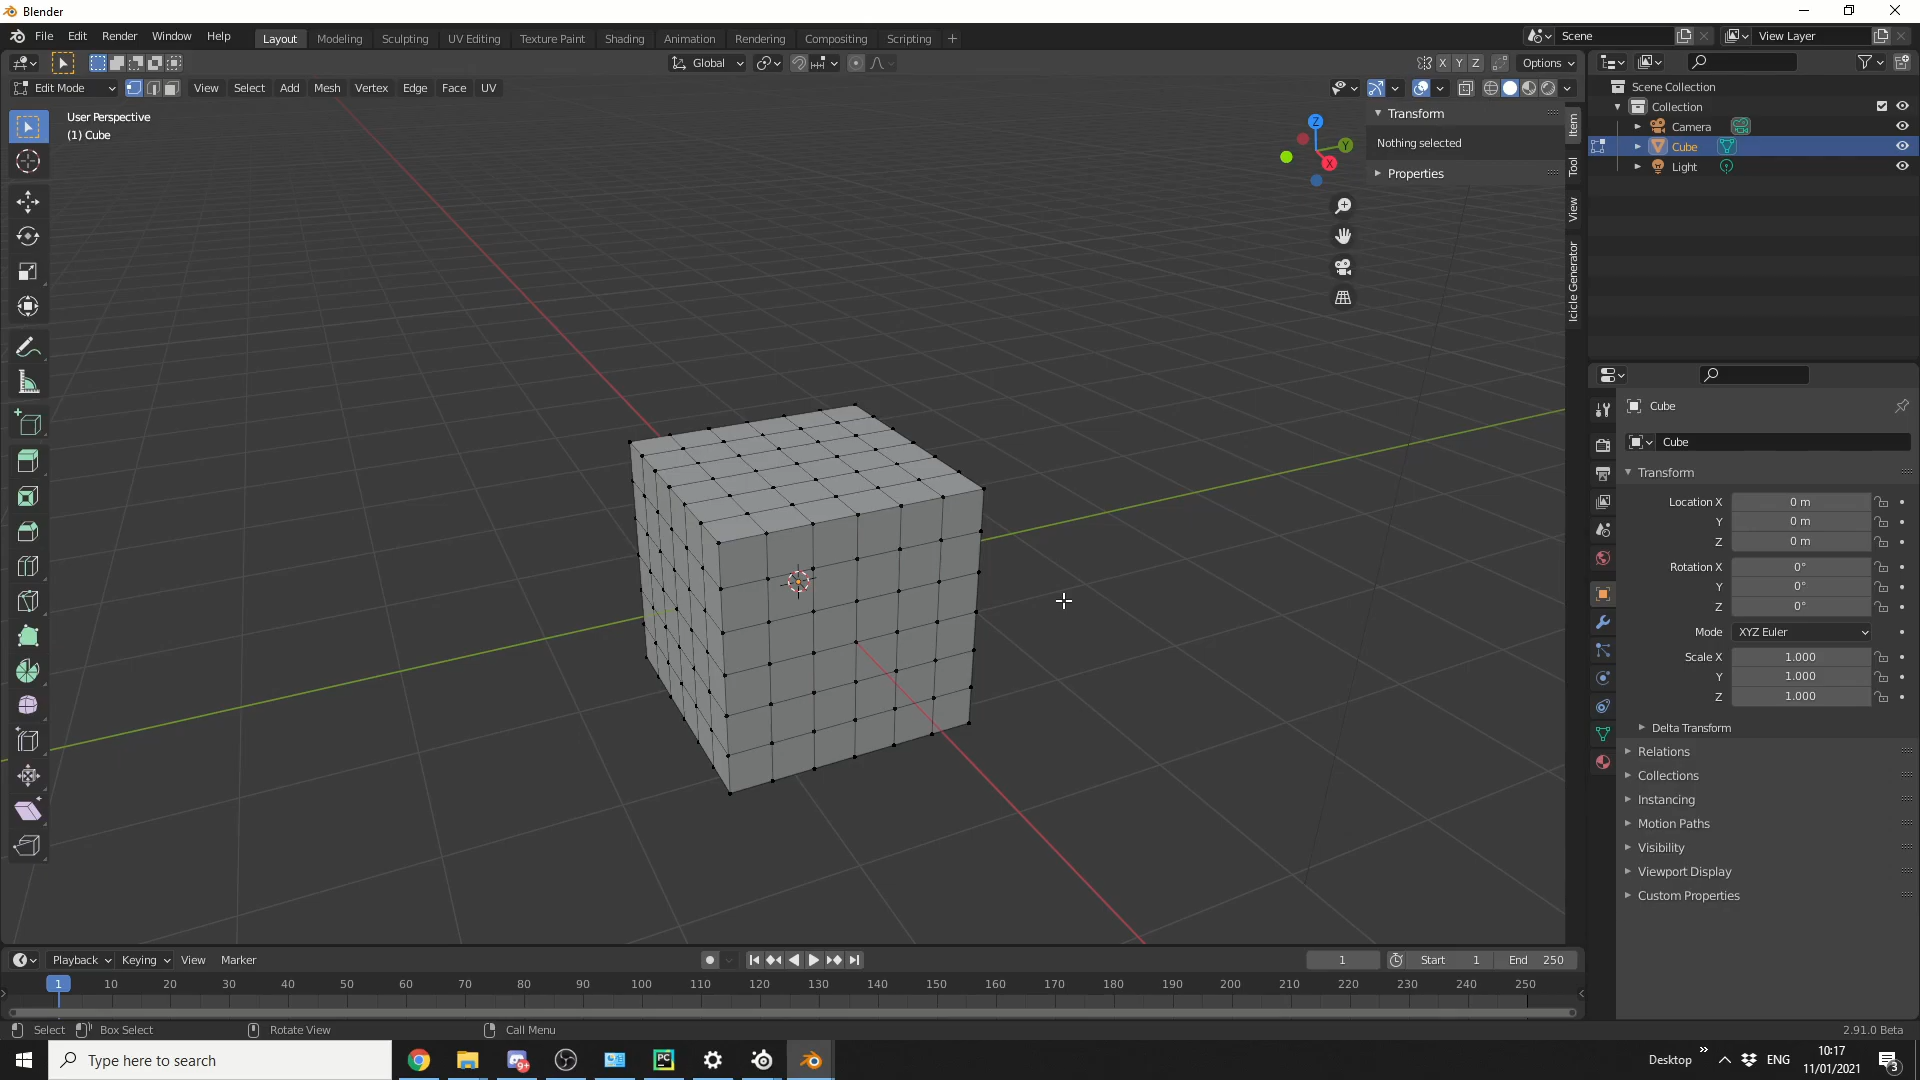 Blender
File Edit Render Window Help
Layout Modeling Sculpting UV Editing Texture Paint Shading Animation Rendering Compositing Scripting +
Scene
View Layer
Global
X Y Z
Options
Edit Mode
View Select Add Mesh Vertex Edge Face UV
User Perspective
(1) Cube
Z
Y
X
Transform
Nothing selected
Properties
Item
Tool
View
Icicle Generator
Scene Collection
Collection
Camera
Cube
Light
Cube
Cube
Transform
Location X 0 m
Y 0 m
Z 0 m
Rotation X 0°
Y 0°
Z 0°
Mode XYZ Euler
Scale X 1.000
Y 1.000
Z 1.000
Delta Transform
Relations
Collections
Instancing
Motion Paths
Visibility
Viewport Display
Custom Properties
Playback Keying View Marker
1
Start 1 End 250
1 10 20 30 40 50 60 70 80 90 100 110 120 130 140 150 160 170 180 190 200 210 220 230 240 250
Select Box Select Rotate View Call Menu
2.91.0 Beta
Type here to search
9+
PC
Desktop
»
ENG
10:17
11/01/2021
3